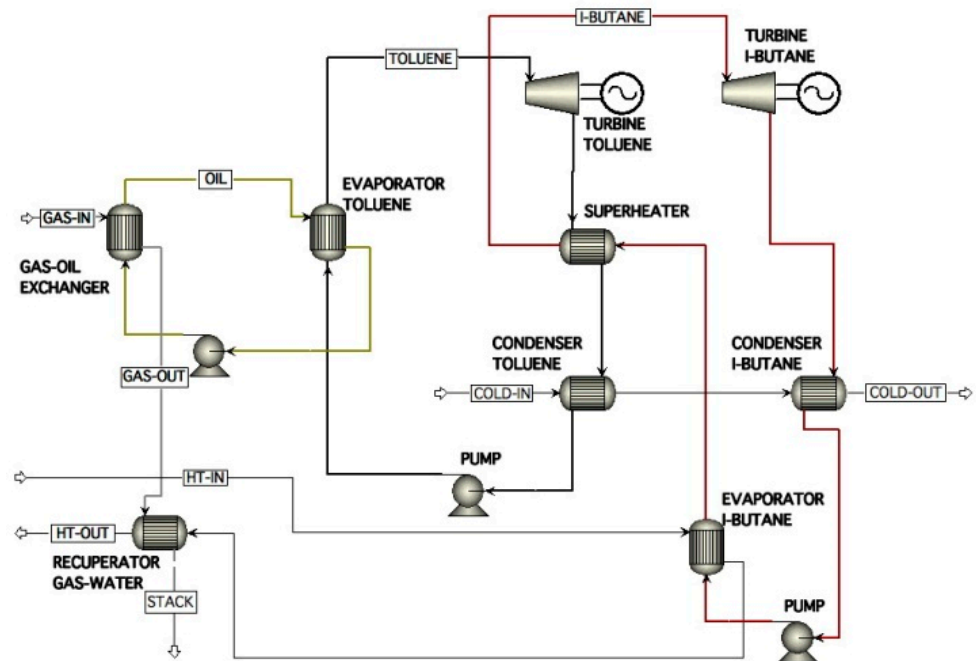 I-BUTANE
TURBINE
I-BUTANE
TOLUENE
TURBINE
TOLUENE
OIL
EVAPORATOR
TOLUENE
GAS-IN
SUPERHEATER
GAS-OIL
EXCHANGER
GAS-OUT
CONDENSER
TOLUENE
CONDENSER
I-BUTANE
COLD-IN
COLD-OUT
PUMP
HT-IN
EVAPORATOR
I-BUTANE
HT-OUT
RECUPERATOR
GAS-WATER
STACK
PUMP